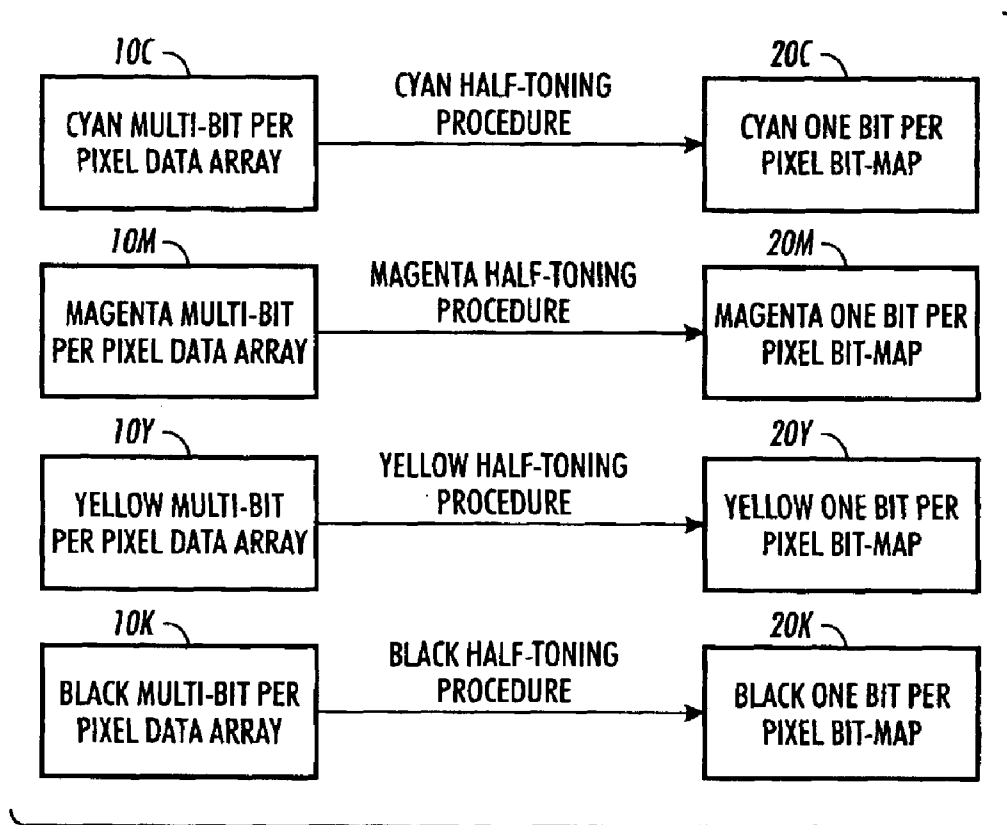 10C
20C
CYAN MULTI-BIT PER
PIXEL DATA ARRAY
CYAN HALF-TONING
PROCEDURE
CYAN ONE BIT PER
PIXEL BIT-MAP
10M
20M
MAGENTA MULTI-BIT
PER PIXEL DATA ARRAY
MAGENTA HALF-TONING
PROCEDURE
MAGENTA ONE BIT PER
PIXEL BIT-MAP
10Y
20Y
YELLOW MULTI-BIT
PER PIXEL DATA ARRAY
YELLOW HALF-TONING
PROCEDURE
YELLOW ONE BIT PER
PIXEL BIT-MAP
10K
20K
BLACK MULTI-BIT PER
PIXEL DATA ARRAY
BLACK HALF-TONING
PROCEDURE
BLACK ONE BIT PER
PIXEL BIT-MAP